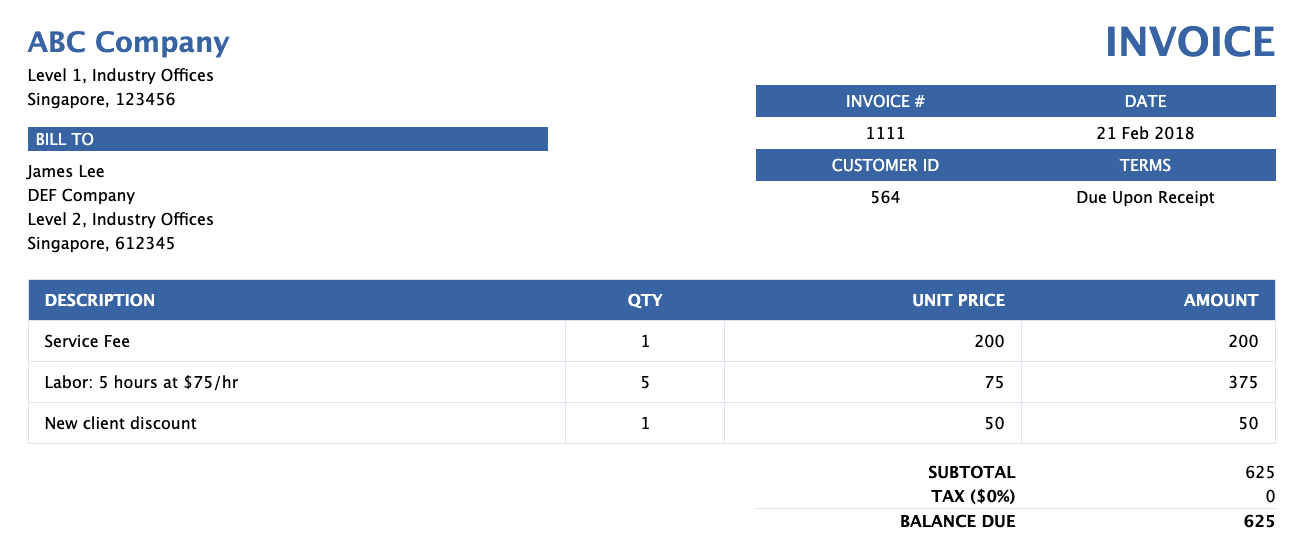 ABC Company
Level 1, Industry Offices
Singapore, 123456
BILL TO
James Lee
DEF Company
Level 2, Industry Offices
Singapore, 612345
INVOICE
INVOICE # DATE
1111 21 Feb 2018
CUSTOMER ID TERMS
564 Due Upon Receipt
DESCRIPTION QTY UNIT PRICE AMOUNT
Service Fee 1 200 200
Labor: 5 hours at $75/hr 5 75 375
New client discount 1 50 50
SUBTOTAL 625
TAX ($0%) 0
BALANCE DUE 625